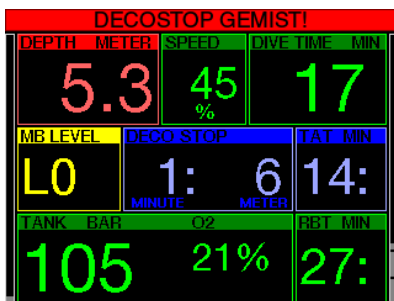 DECOSTOP GEMIST!
DEPTH METER SPEED DIVE TIME MIN
5.3 45 % 17
MB LEVEL DECO STOP TAT MIN
L0 1: 6 14:
MINUTE METER
TANK BAR O2 RBT MIN
105 21% 27: